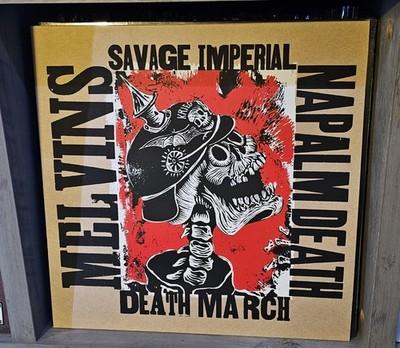 SAVAGE IMPERIAL
MELVINS
NAPALM DEATH
DEATH MARCH